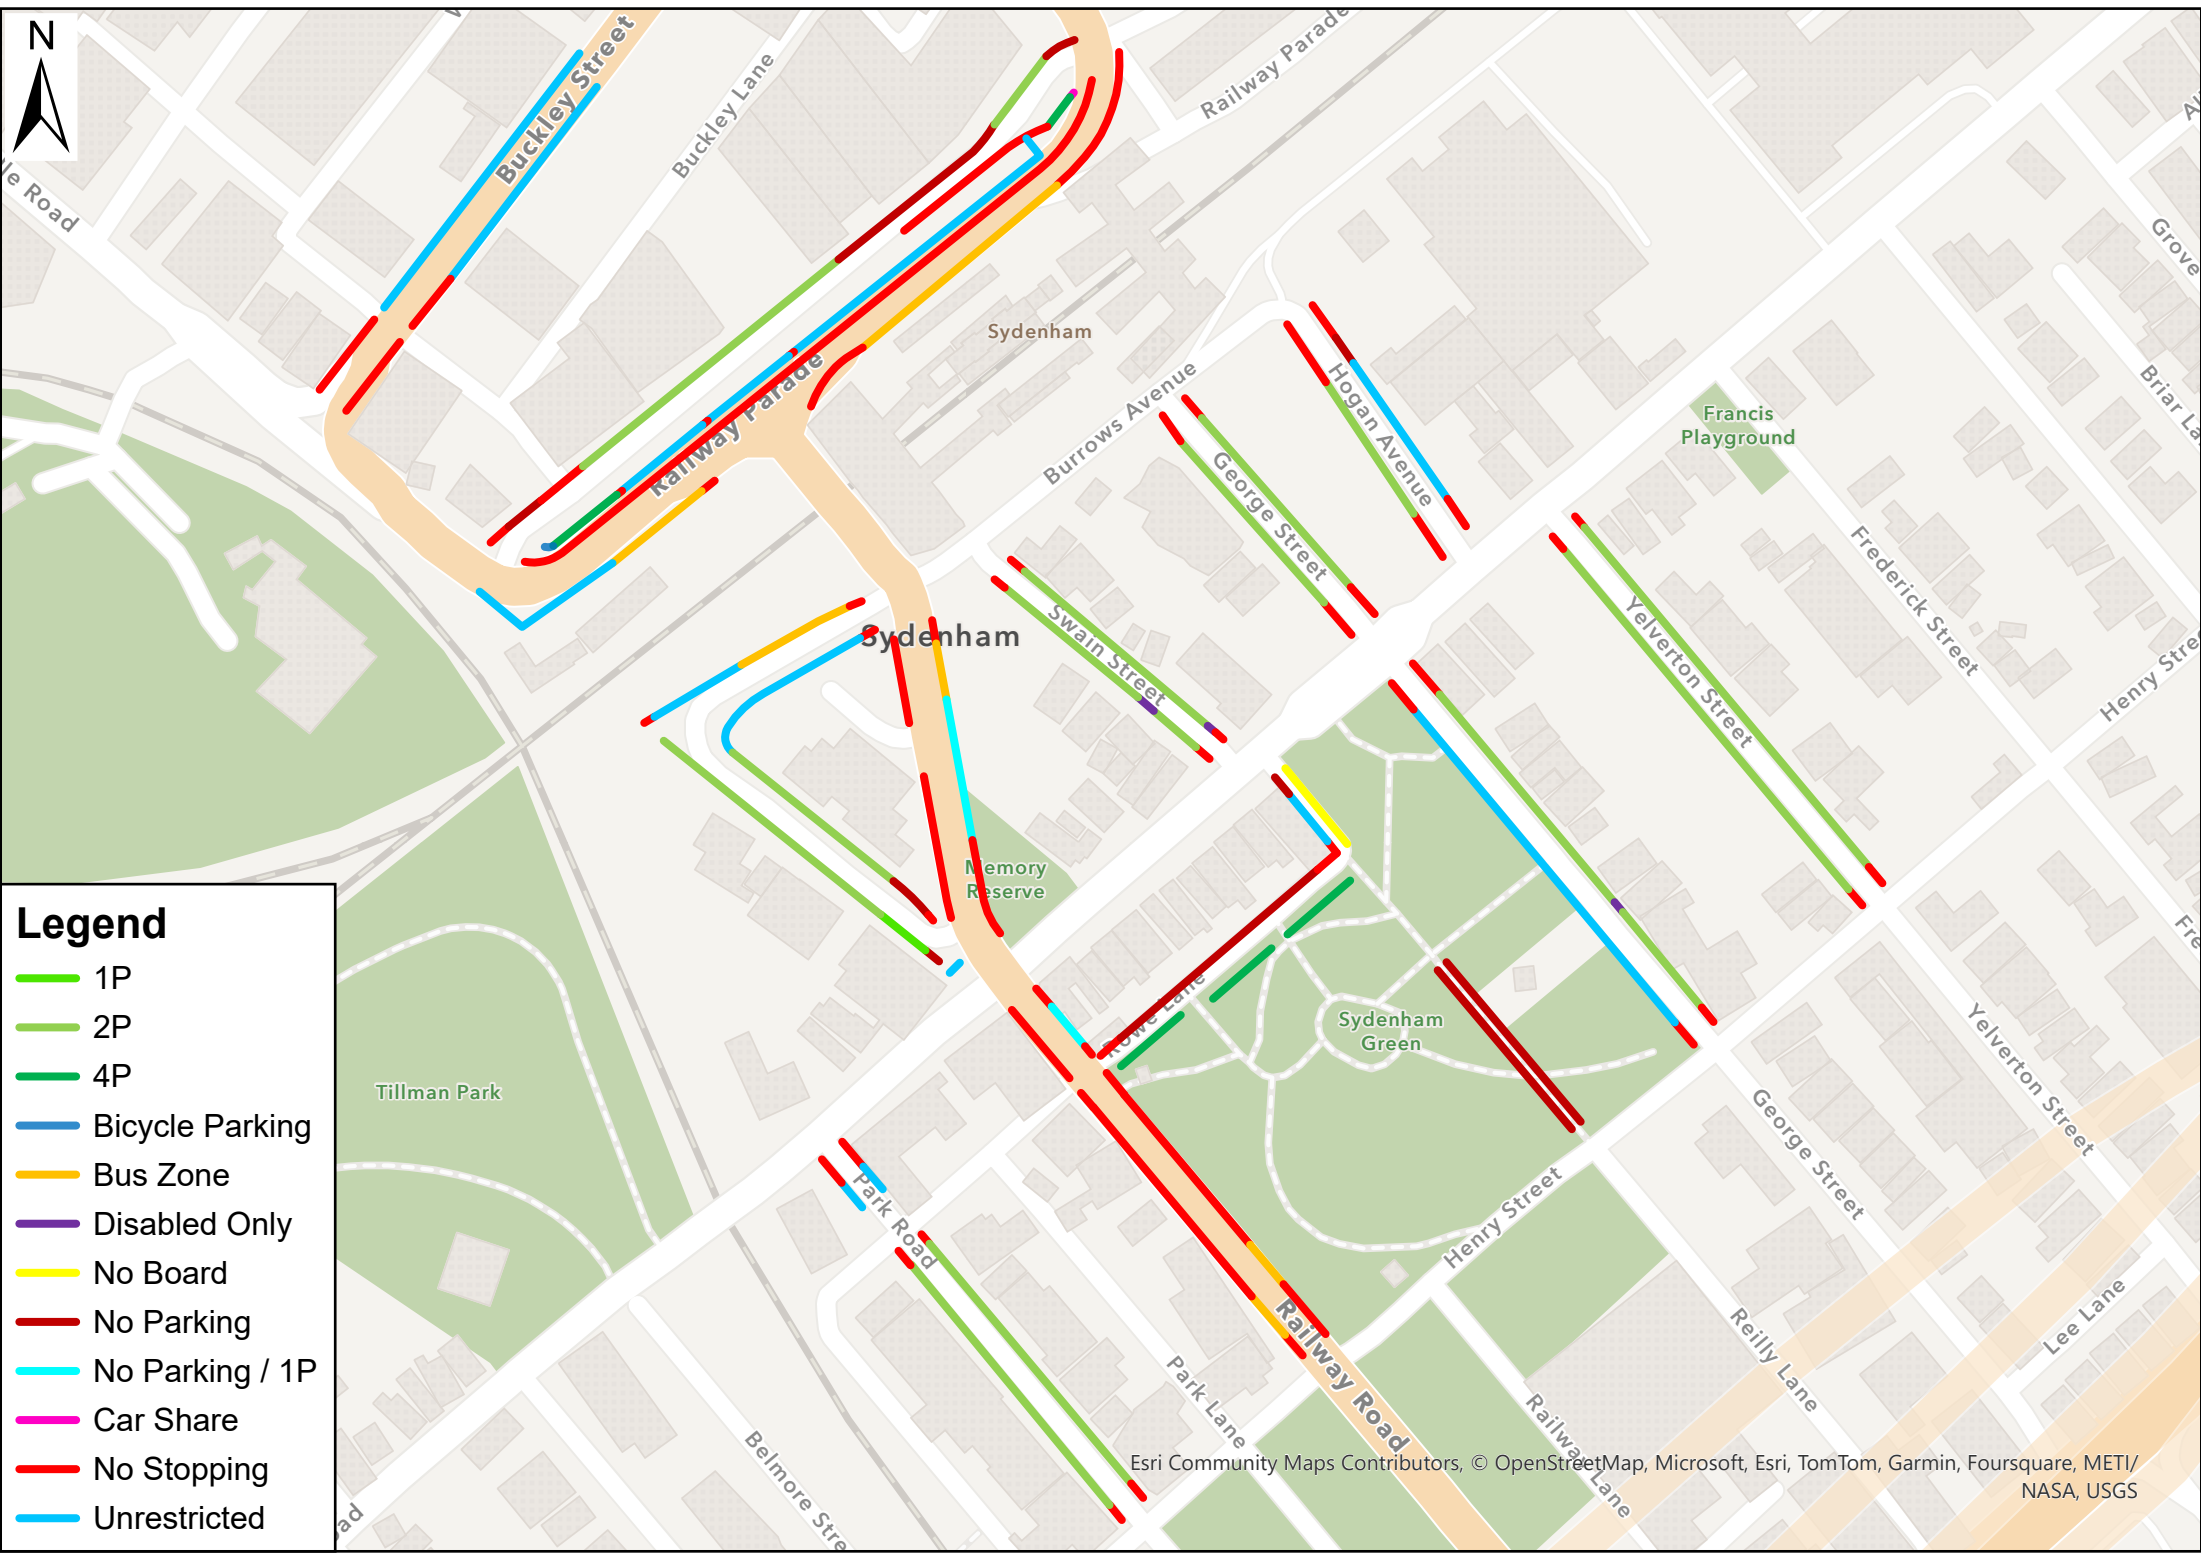 N
Buckley Street
Buckley Lane
Railway Parade
Road
Grove
Sydenham
Railway Parade
Burrows Avenue
Hogan Avenue
Francis
Playground
George Street
Frederick Street
Sydenham
Swain Street
Yelverton Street
Henry
Memory
Reserve
Rowe Lane
Sydenham
Green
Tillman Park
Park Road
Henry Street
George Street
Yelverton Street
Reilly Lane
Lee Lane
Railway Road
Park Lane
Railway Lane
Belmore
Briar
Legend
1P
2P
4P
Bicycle Parking
Bus Zone
Disabled Only
No Board
No Parking
No Parking / 1P
Car Share
No Stopping
Unrestricted
Esri Community Maps Contributors, © OpenStreetMap, Microsoft, Esri, TomTom, Garmin, Foursquare, METI/
NASA, USGS